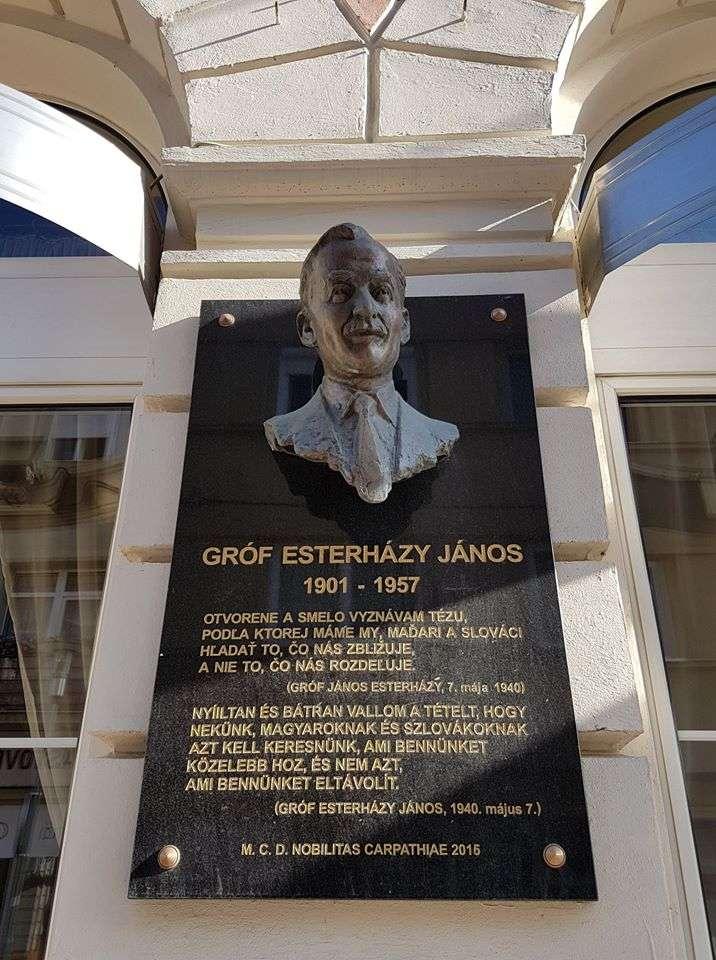 GRÓF ESTERHÁZY JÁNOS
1901 - 1957
OTVORENE A SMELO VYZNÁVAM TÉZU,
PODĽA KTOREJ MÁME MY, MAĎARI A SLOVÁCI
HĽADAŤ TO, ČO NÁS ZBLIŽUJE,
A NIE TO, ČO NÁS ROZDEĽUJE.
(GRÓF JÁNOS ESTERHÁZY, 7. mája 1940)
NYÍILTAN ÉS BÁTRAN VALLOM A TÉTELT, HOGY
NEKÜNK, MAGYAROKNAK ÉS SZLOVÁKOKNAK
AZT KELL KERESNÜNK, AMI BENNÜNKET
KÖZELEBB HOZ, ÉS NEM AZT,
AMI BENNÜNKET ELTÁVOLÍT.
(GRÓF ESTERHÁZY JÁNOS, 1940. május 7.)
M. C. D. NOBILITAS CARPATHIAE 2015